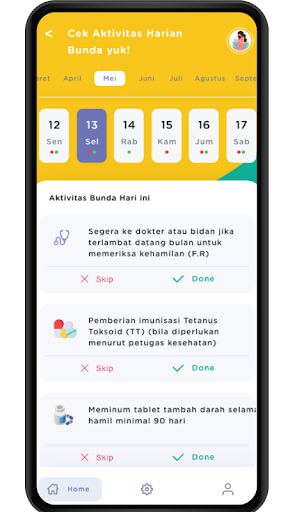 <
Cek Aktivitas Harian
Bunda yuk!
aret April Mei Juni Juli Agustus Septe
12 13 14 15 16 17
Sen Sel Rab Kam Jum Sab
Aktivitas Bunda Hari ini
Segera ke dokter atau bidan jika
terlambat datang bulan untuk
memeriksa kehamilan (F.R)
Skip Done
Pemberian imunisasi Tetanus
Toksoid (TT) (bila diperlukan
menurut petugas kesehatan)
Skip Done
Meminum tablet tambah darah selama
hamil minimal 90 hari
Skip Done
Home